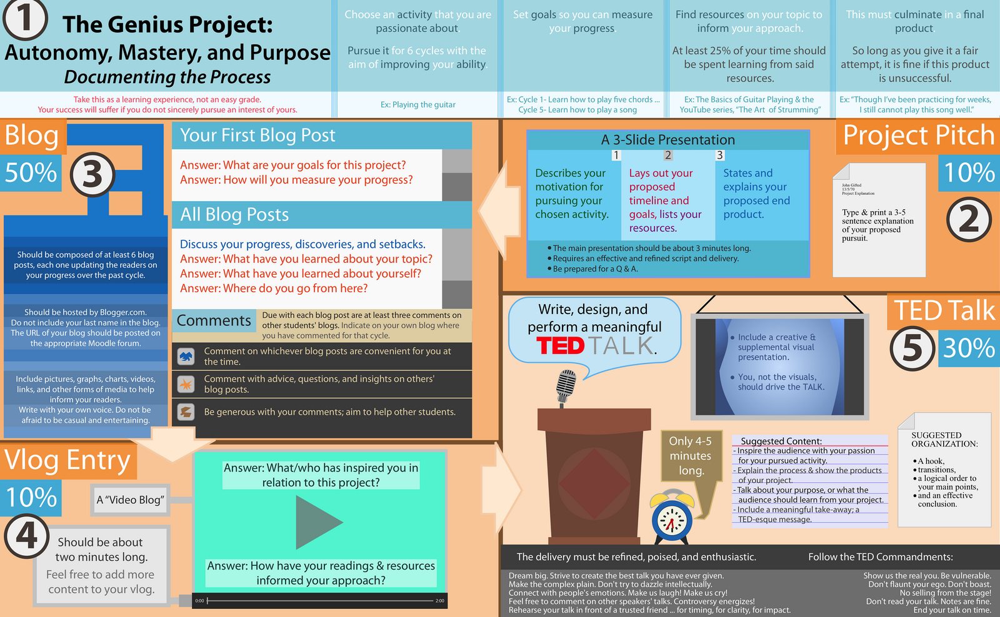 1
The Genius Project:
Autonomy, Mastery, and Purpose
Documenting the Process
Take this as a learning experience, not an easy grade.
Your success will suffer if you do not sincerely pursue an interest of yours.
Choose an activity that you are
passionate about.
Pursue it for 6 cycles with the
aim of improving your ability.
Ex: Playing the guitar
Set goals so you can measure
your progress.
Ex: Cycle 1- Learn how to play five chords ...
Cycle 5- Learn how to play a song
Find resources on your topic to
inform your approach.
At least 25% of your time should
be spent learning from said
resources.
Ex: The Basics of Guitar Playing & the
YouTube series, “The Art of Strumming”
This must culminate in a final
product.
So long as you give it a fair
attempt, it is fine if this product
is unsuccessful.
Ex: “Though I’ve been practicing for weeks,
I still cannot play this song well.”
Project Pitch
10%
2
A 3-Slide Presentation
1
Describes your
motivation for
pursuing your
chosen activity.
2
Lays out your
proposed
timeline and
goals, lists your
resources.
3
States and
explains your
proposed end
product.
• The main presentation should be about 3 minutes long.
• Requires an effective and refined script and delivery.
• Be prepared for a Q & A.
John Gifted
13/5/70
Project Explanation
Type & print a 3-5
sentence explanation
of your proposed
pursuit.
Blog
50%
3
Should be composed of at least 6 blog
posts, each one updating the readers on
your progress over the past cycle.
Should be hosted by Blogger.com.
Do not include your last name in the blog.
The URL of your blog should be posted on
the appropriate Moodle forum.
Include pictures, graphs, charts, videos,
links, and other forms of media to help
inform your readers.
Write with your own voice. Do not be
afraid to be casual and entertaining.
Your First Blog Post
Answer: What are your goals for this project?
Answer: How will you measure your progress?
All Blog Posts
Discuss your progress, discoveries, and setbacks.
Answer: What have you learned about your topic?
Answer: What have you learned about yourself?
Answer: Where do you go from here?
Comments
Due with each blog post are at least three comments on
other students' blogs. Indicate on your own blog where
you have commented for that cycle.
Comment on whichever blog posts are convenient for you at
the time.
Comment with advice, questions, and insights on others'
blog posts.
Be generous with your comments; aim to help other students.
Vlog Entry
10%
4
A “Video Blog”
Should be about
two minutes long.
Feel free to add more
content to your vlog.
Answer: What/who has inspired you in
relation to this project?
Answer: How have your readings & resources
informed your approach?
0:00
2:00
TED Talk
30%
5
Write, design, and
perform a meaningful
TED TALK.
• Include a creative &
supplemental visual
presentation.
• You, not the visuals,
should drive the TALK.
Only 4-5
minutes
long.
Suggested Content:
- Inspire the audience with your passion
for your pursued activity.
- Explain the process & show the products
of your project.
- Talk about your purpose, or what the
audience should learn from your project.
- Include a meaningful take-away; a
TED-esque message.
SUGGESTED
ORGANIZATION:
• A hook,
• transitions,
• a logical order to
your main points,
• and an effective
conclusion.
The delivery must be refined, poised, and enthusiastic.
Follow the TED Commandments:
Dream big. Strive to create the best talk you have ever given.
Make the complex plain. Don't try to dazzle intellectually.
Connect with people's emotions. Make us laugh! Make us cry!
Feel free to comment on other speakers' talks. Controversy energizes!
Rehearse your talk in front of a trusted friend ... for timing, for clarity, for impact.
Show us the real you. Be vulnerable.
Don't flaunt your ego. Don't boast.
No selling from the stage!
Don't read your talk. Notes are fine.
End your talk on time.